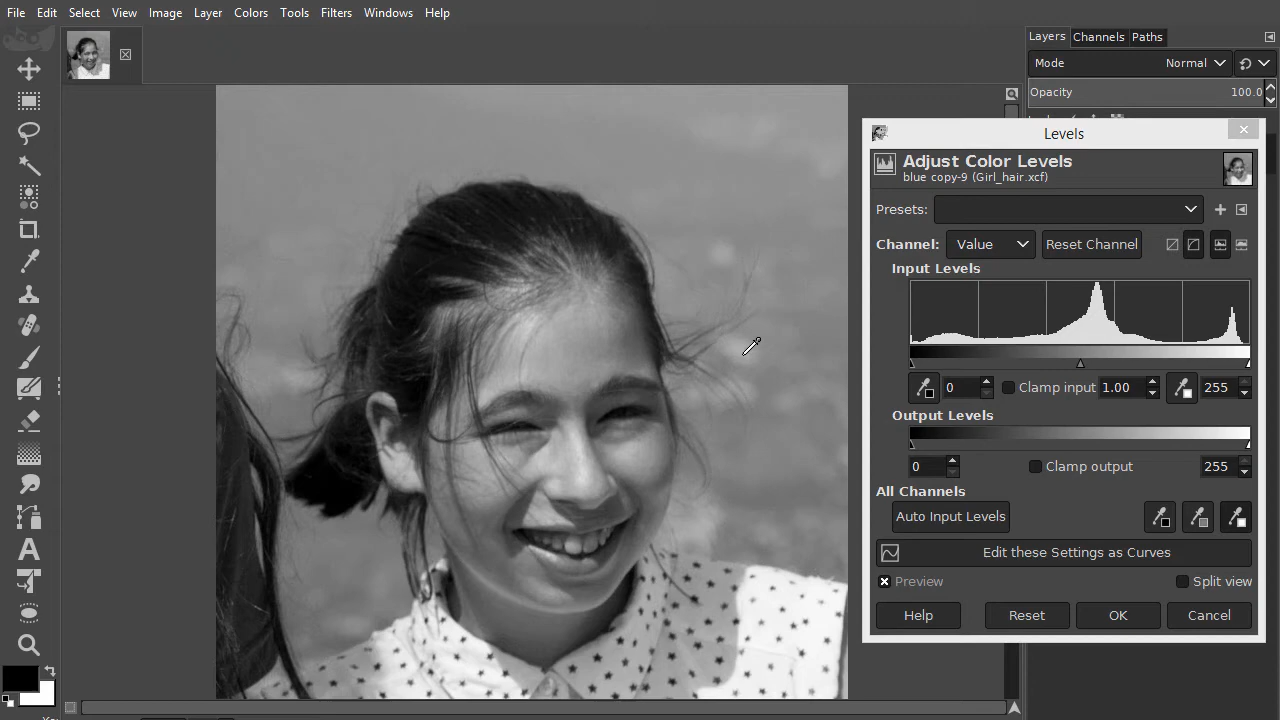 File Edit Select View Image Layer Colors Tools Filters Windows Help
Layers Channels Paths
Mode Normal
Opacity 100.0
Levels
Adjust Color Levels
blue copy-9 (Girl_hair.xcf)
Presets:
Channel: Value Reset Channel
Input Levels
0 Clamp input 1.00 255
Output Levels
0 Clamp output 255
All Channels
Auto Input Levels
Edit these Settings as Curves
Preview Split view
Help Reset OK Cancel